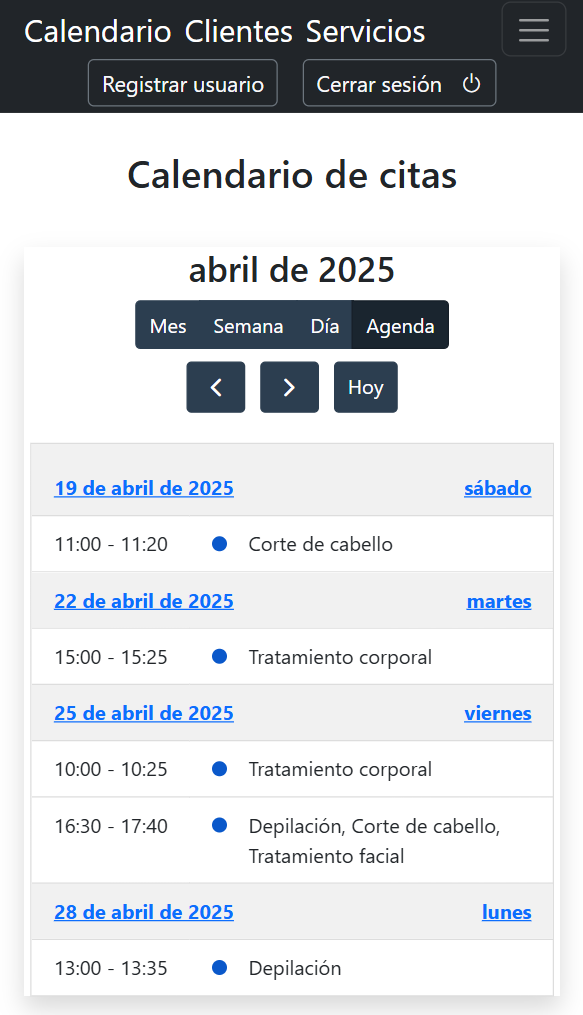 Calendario Clientes Servicios
Registrar usuario Cerrar sesión
Calendario de citas
abril de 2025
Mes Semana Día Agenda
Hoy
19 de abril de 2025 sábado
11:00 - 11:20 Corte de cabello
22 de abril de 2025 martes
15:00 - 15:25 Tratamiento corporal
25 de abril de 2025 viernes
10:00 - 10:25 Tratamiento corporal
16:30 - 17:40 Depilación, Corte de cabello,
Tratamiento facial
28 de abril de 2025 lunes
13:00 - 13:35 Depilación